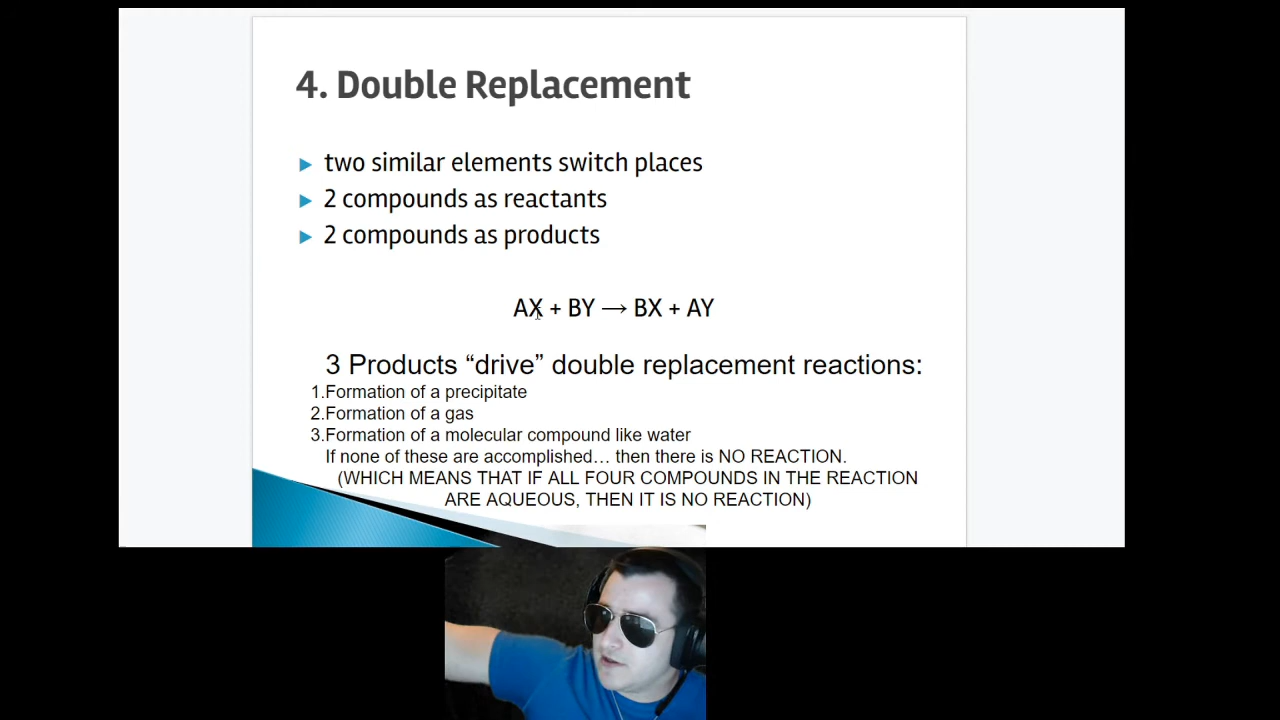 4. Double Replacement
two similar elements switch places
2 compounds as reactants
2 compounds as products
AX + BY → BX + AY
3 Products “drive” double replacement reactions:
1.Formation of a precipitate
2.Formation of a gas
3.Formation of a molecular compound like water
If none of these are accomplished… then there is NO REACTION.
(WHICH MEANS THAT IF ALL FOUR COMPOUNDS IN THE REACTION
ARE AQUEOUS, THEN IT IS NO REACTION)